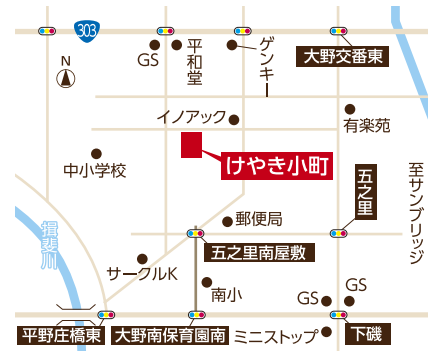 303
N
GS
平和堂
ゲンキー
大野交番東
イノアック
有楽苑
中小学校
けやき小町
五之里
至サンブリッジ
郵便局
揖斐川
五之里南屋敷
サークルK
南小
GS
GS
平野庄橋東
大野南保育園南
ミニストップ
下磯